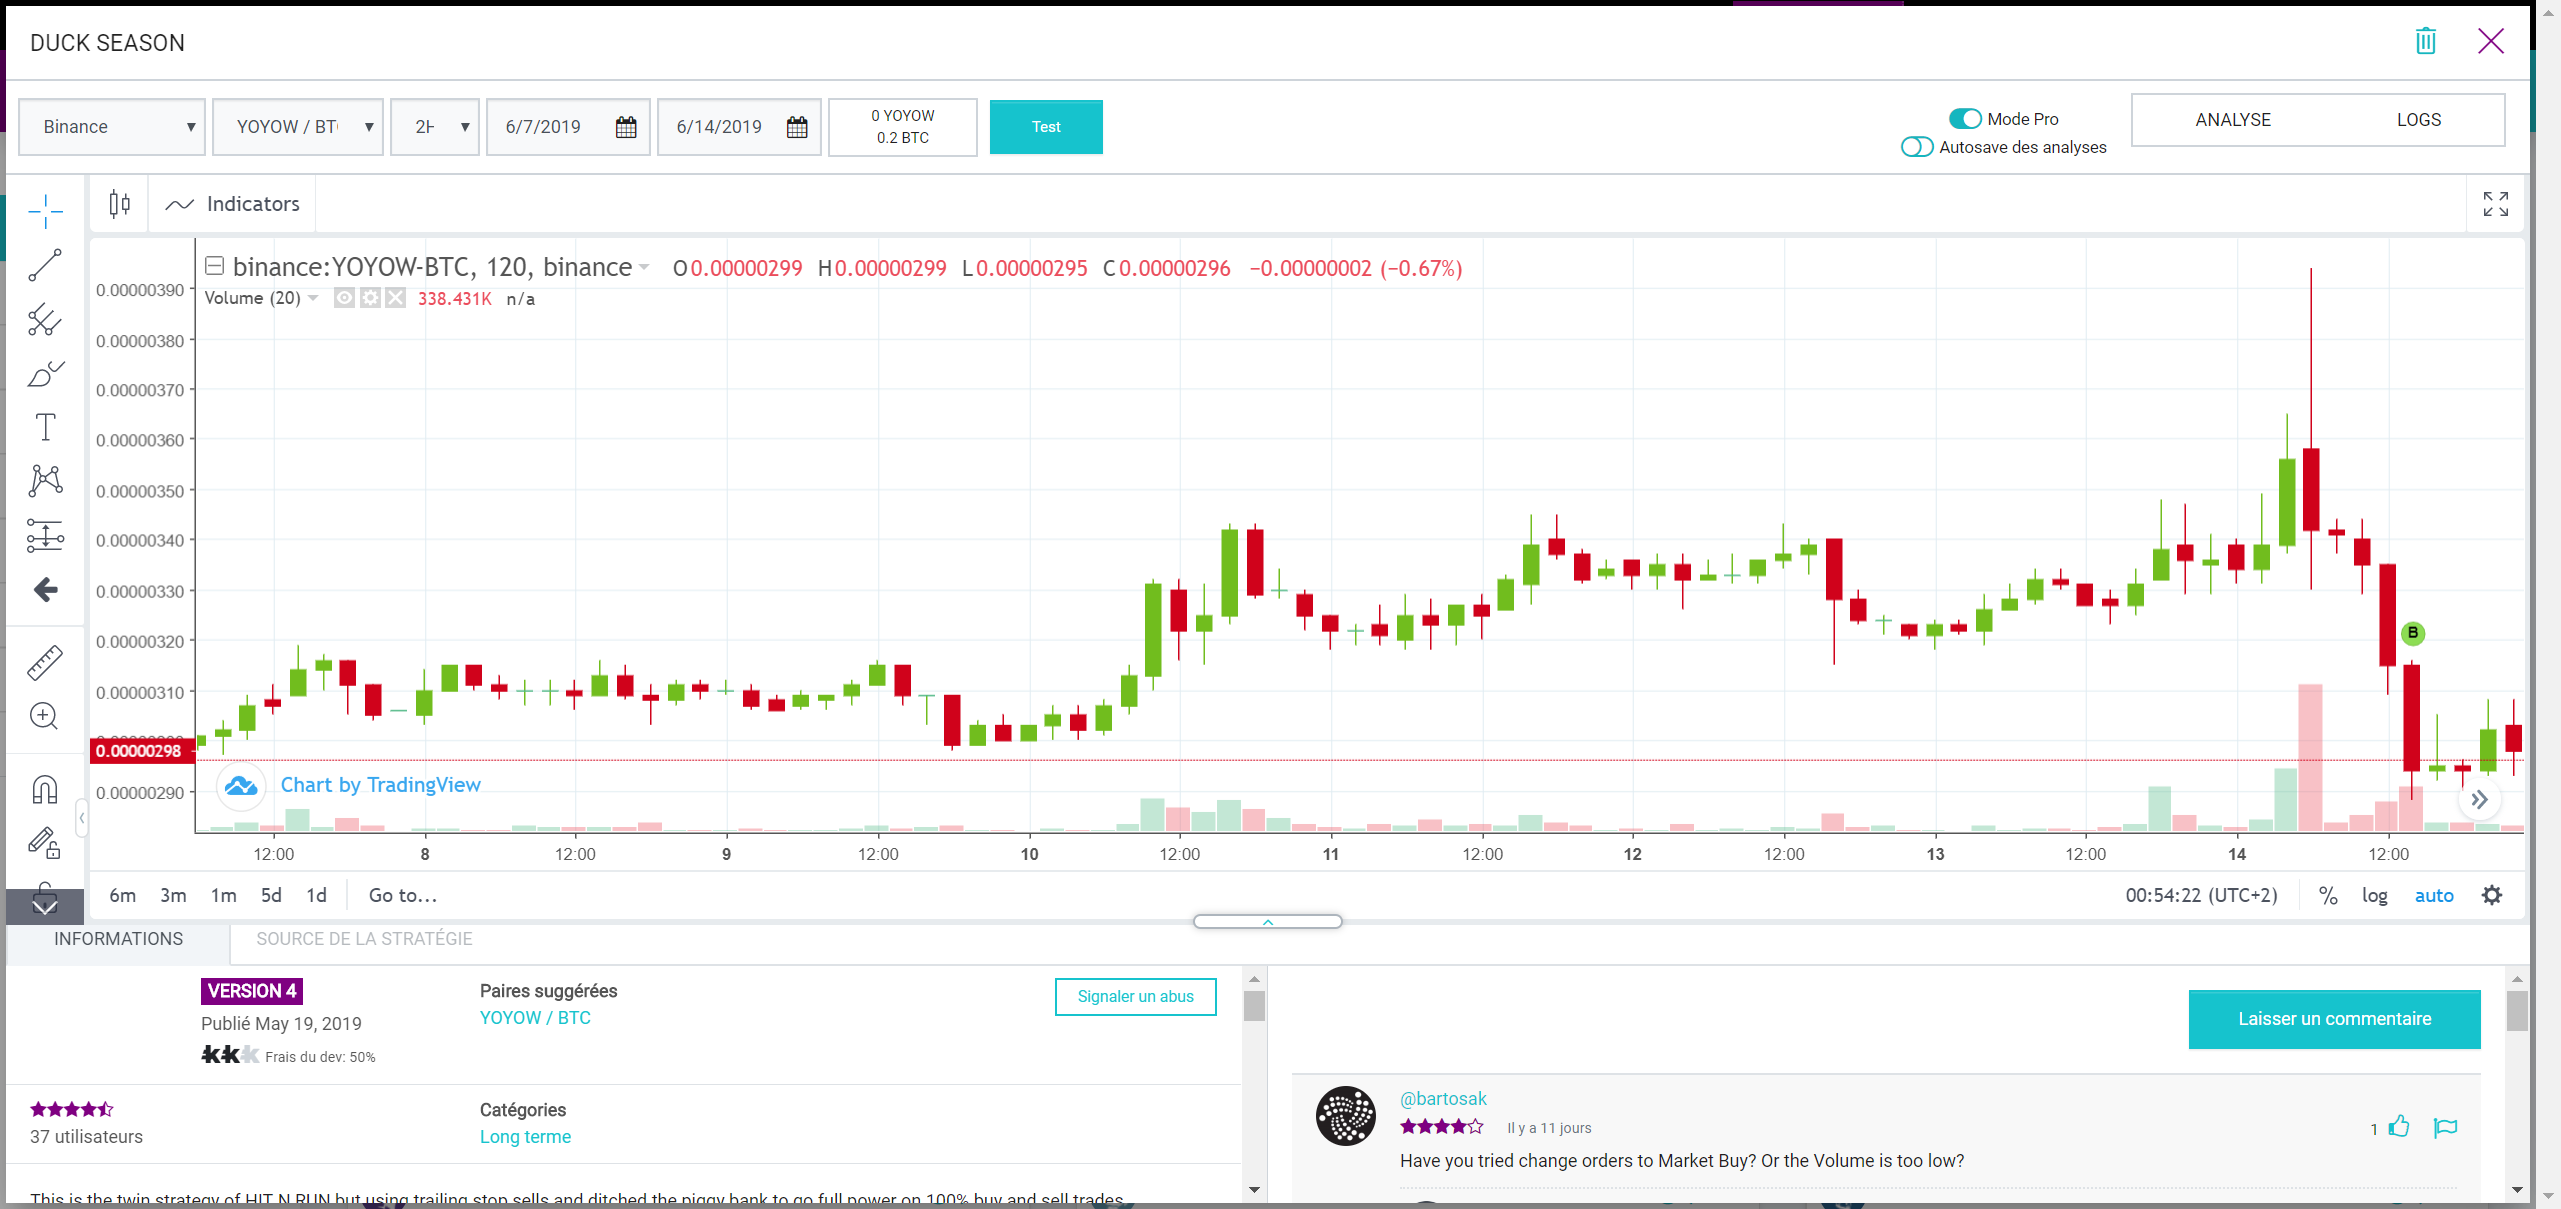 DUCK SEASON
Binance
YOYOW / BT
2H
6/7/2019
6/14/2019
0 YOYOW
0.2 BTC
Test
Mode Pro
Autosave des analyses
ANALYSE
LOGS
Indicators
binance:YOYOW-BTC, 120, binance O0.00000299 H0.00000299 L0.00000295 C0.00000296 −0.00000002 (−0.67%)
Volume (20) 338.431K n/a
0.00000390
0.00000380
0.00000370
0.00000360
0.00000350
0.00000340
0.00000330
0.00000320
0.00000310
0.00000298
0.00000290
B
Chart by TradingView
12:00 8 12:00 9 12:00 10 12:00 11 12:00 12 12:00 13 12:00 14 12:00
6m 3m 1m 5d 1d Go to... 00:54:22 (UTC+2) % log auto
INFORMATIONS
SOURCE DE LA STRATÉGIE
VERSION 4
Publié May 19, 2019
Frais du dev: 50%
Paires suggérées
YOYOW / BTC
Signaler un abus
37 utilisateurs
Catégories
Long terme
This is the twin strategy of HIT N RUN but using trailing stop sells and ditched the piggy bank to go full power on 100% buy and sell trades
Laisser un commentaire
@bartosak
Il y a 11 jours
1
Have you tried change orders to Market Buy? Or the Volume is too low?